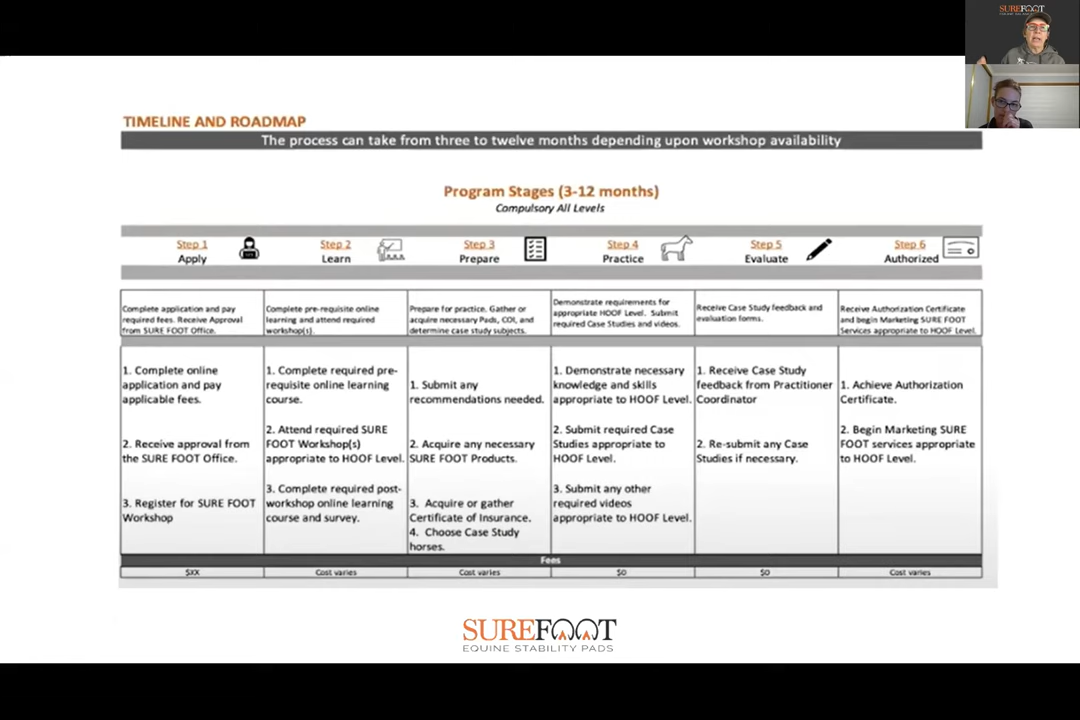 SUREFOOT
TIMELINE AND ROADMAP
The process can take from three to twelve months depending upon workshop availability
Program Stages (3-12 months)
Compulsory All Levels
Step 1
Apply
Step 2
Learn
Step 3
Prepare
Step 4
Practice
Step 5
Evaluate
Step 6
Authorized
Complete application and pay
required fees. Receive Approval
from SURE FOOT Office.
Complete pre-requisite online
learning and attend required
workshop(s).
Prepare for practice. Gather or
acquire necessary Pads, COI, and
determine case study subjects.
Demonstrate requirements for
appropriate HOOF Level. Submit
required Case Studies and videos.
Receive Case Study feedback and
evaluation forms.
Receive Authorization Certificate
and begin Marketing SURE FOOT
Services appropriate to HOOF Level.
1. Complete online
application and pay
applicable fees.
2. Receive approval from
the SURE FOOT Office.
3. Register for SURE FOOT
Workshop
1. Complete required pre-
requisite online learning
course.
2. Attend required SURE
FOOT Workshop(s)
appropriate to HOOF Level.
3. Complete required post-
workshop online learning
course and survey.
1. Submit any
recommendations needed.
2. Acquire any necessary
SURE FOOT Products.
3. Acquire or gather
Certificate of Insurance.
4. Choose Case Study
horses.
1. Demonstrate necessary
knowledge and skills
appropriate to HOOF Level.
2. Submit required Case
Studies appropriate to
HOOF Level.
3. Submit any other
required videos
appropriate to HOOF Level.
1. Receive Case Study
feedback from Practitioner
Coordinator
2. Re-submit any Case
Studies if necessary.
1. Achieve Authorization
Certificate.
2. Begin Marketing SURE
FOOT services appropriate
to HOOF Level.
Fees
$XX
Cost varies
Cost varies
$0
$0
Cost varies
SUREFOOT
EQUINE STABILITY PADS